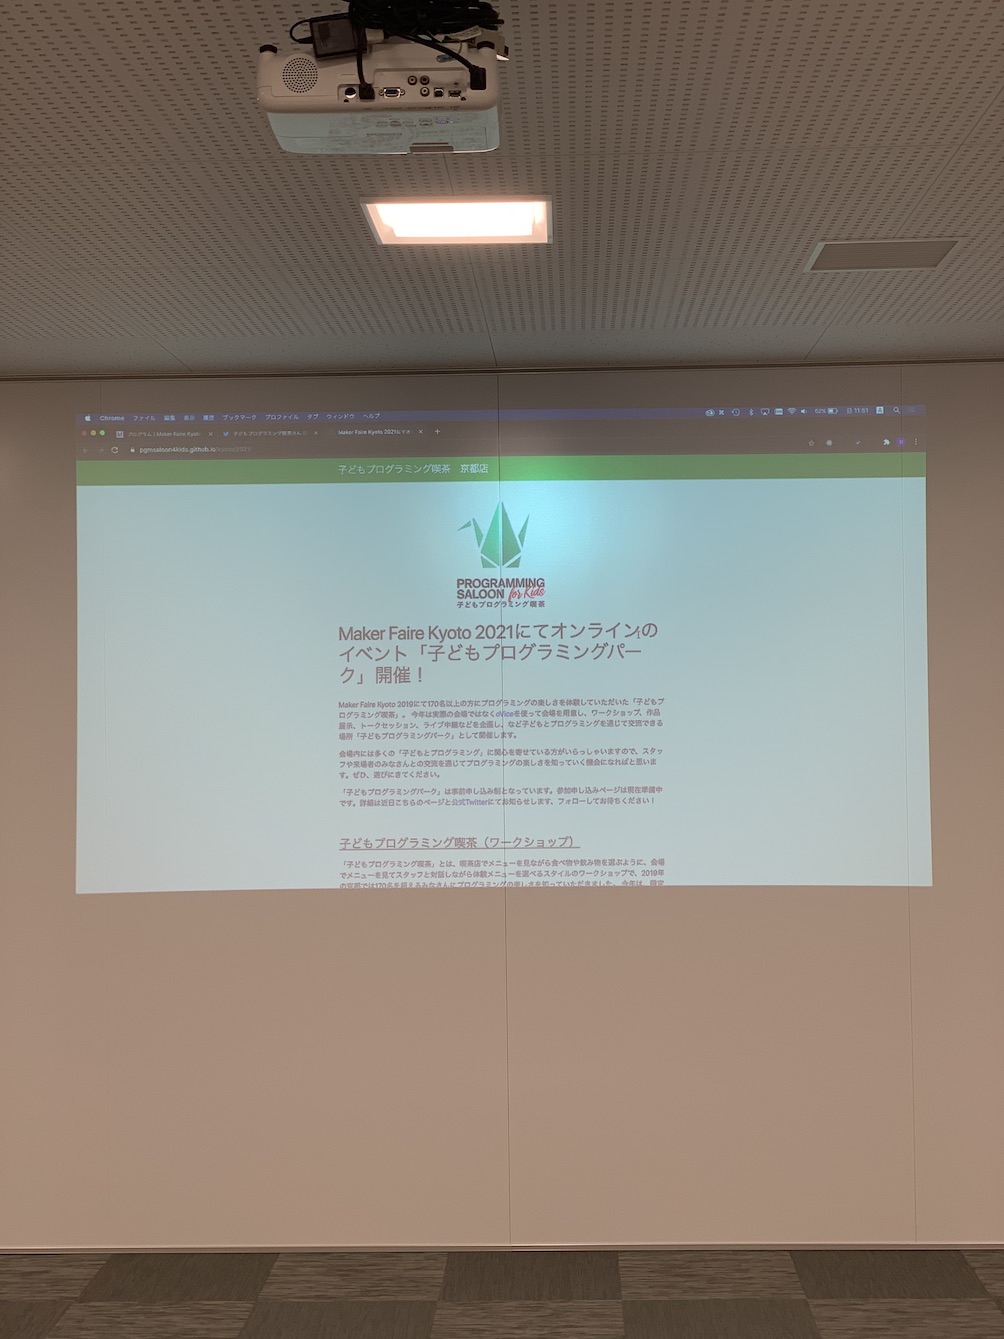 Chrome ファイル 編集 表示 履歴 ブックマーク プロファイル タブ ウィンドウ ヘルプ
62% 日 11:51 A
プログラム | Maker Faire Kyoto
Maker Faire Kyoto 2021にてオ
pgmsaloon4kids.github.io/kyoto2021/
子どもプログラミング喫茶 京都店
PROGRAMMING
SALOON for Kids
子どもプログラミング喫茶
Maker Faire Kyoto 2021にてオンラインの
イベント「子どもプログラミングパー
ク」開催！
Maker Faire Kyoto 2019にて170名以上の方にプログラミングの楽しさを体験していただいた「子どもプ
ログラミング喫茶」。今年は実際の会場ではなくoViceを使って会場を用意し、ワークショップ、作品
展示、トークセッション、ライブ中継などを企画し、など子どもとプログラミングを通じて交流できる
場所「子どもプログラミングパーク」として開催します。
会場内には多くの「子どもとプログラミング」に関心を寄せている方がいらっしゃいますので、スタッ
フや来場者のみなさんとの交流を通じてプログラミングの楽しさを知っていく機会になればと思いま
す。ぜひ、遊びにきてください。
「子どもプログラミングパーク」は事前申し込み制となっています。参加申し込みページは現在準備中
です。詳細は近日こちらのページと公式Twitterにてお知らせします、フォローしてお待ちください！
子どもプログラミング喫茶（ワークショップ）
「子どもプログラミング喫茶」とは、喫茶店でメニューを見ながら食べ物や飲み物を選ぶように、会場
でメニューを見てスタッフと対話しながら体験メニューを選べるスタイルのワークショップで、2019年
の京都では170名を超えるみなさんにプログラミングの楽しさを知っていただきました。今年は、限定